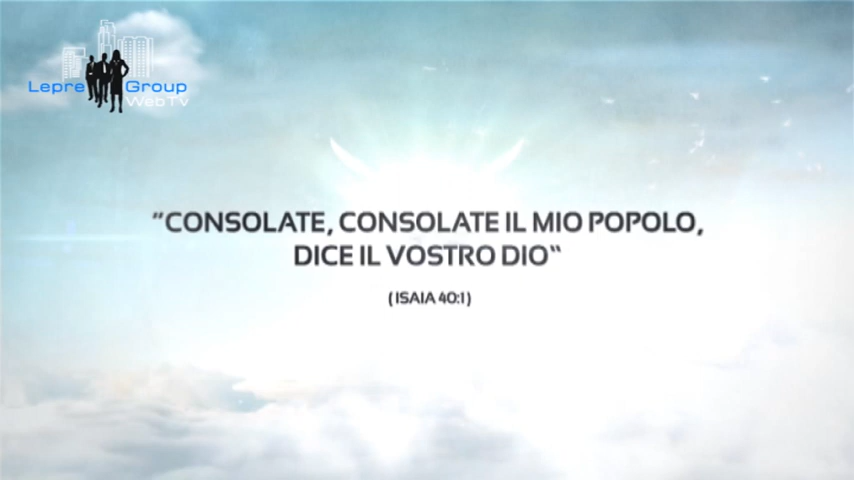 Lepre Group
WebTv
"CONSOLATE, CONSOLATE IL MIO POPOLO,
DICE IL VOSTRO DIO"
(ISAIA 40:1)